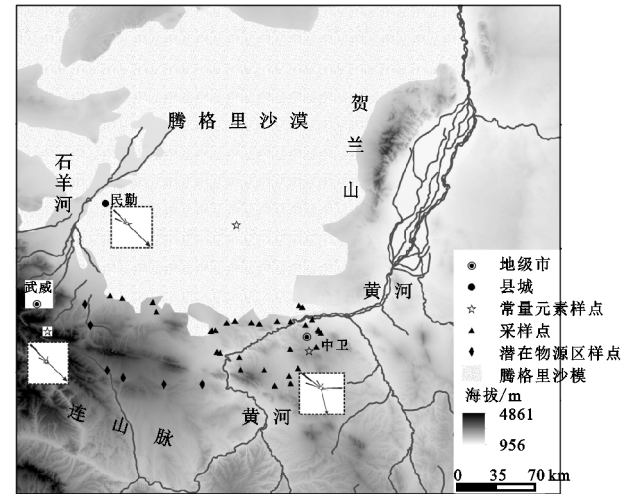 贺兰山
腾格里沙漠
石羊河
民勤
武威
黄河
中卫
黄河
连山脉
地级市
县城
常量元素样点
采样点
潜在物源区样点
腾格里沙模
海拔/m
4861
956
0 35 70 km